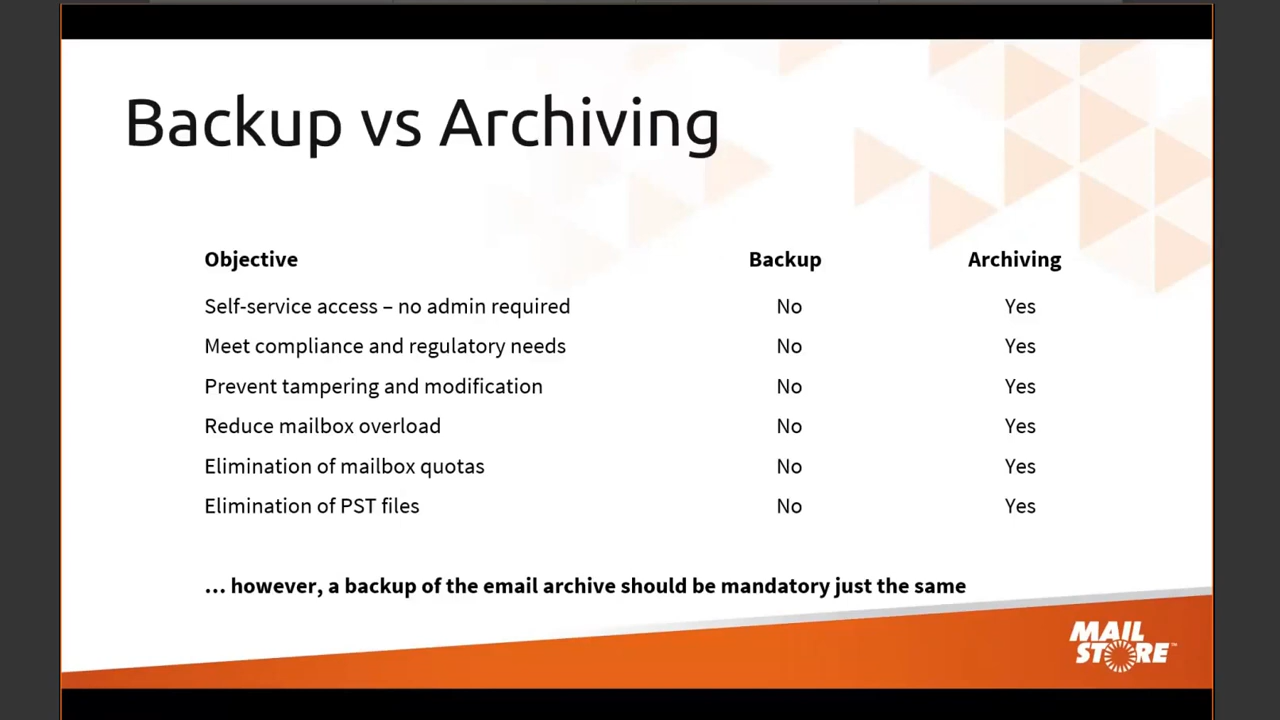 Backup vs Archiving
Objective Backup Archiving
Self-service access – no admin required No Yes
Meet compliance and regulatory needs No Yes
Prevent tampering and modification No Yes
Reduce mailbox overload No Yes
Elimination of mailbox quotas No Yes
Elimination of PST files No Yes
... however, a backup of the email archive should be mandatory just the same
MAIL
STORE™